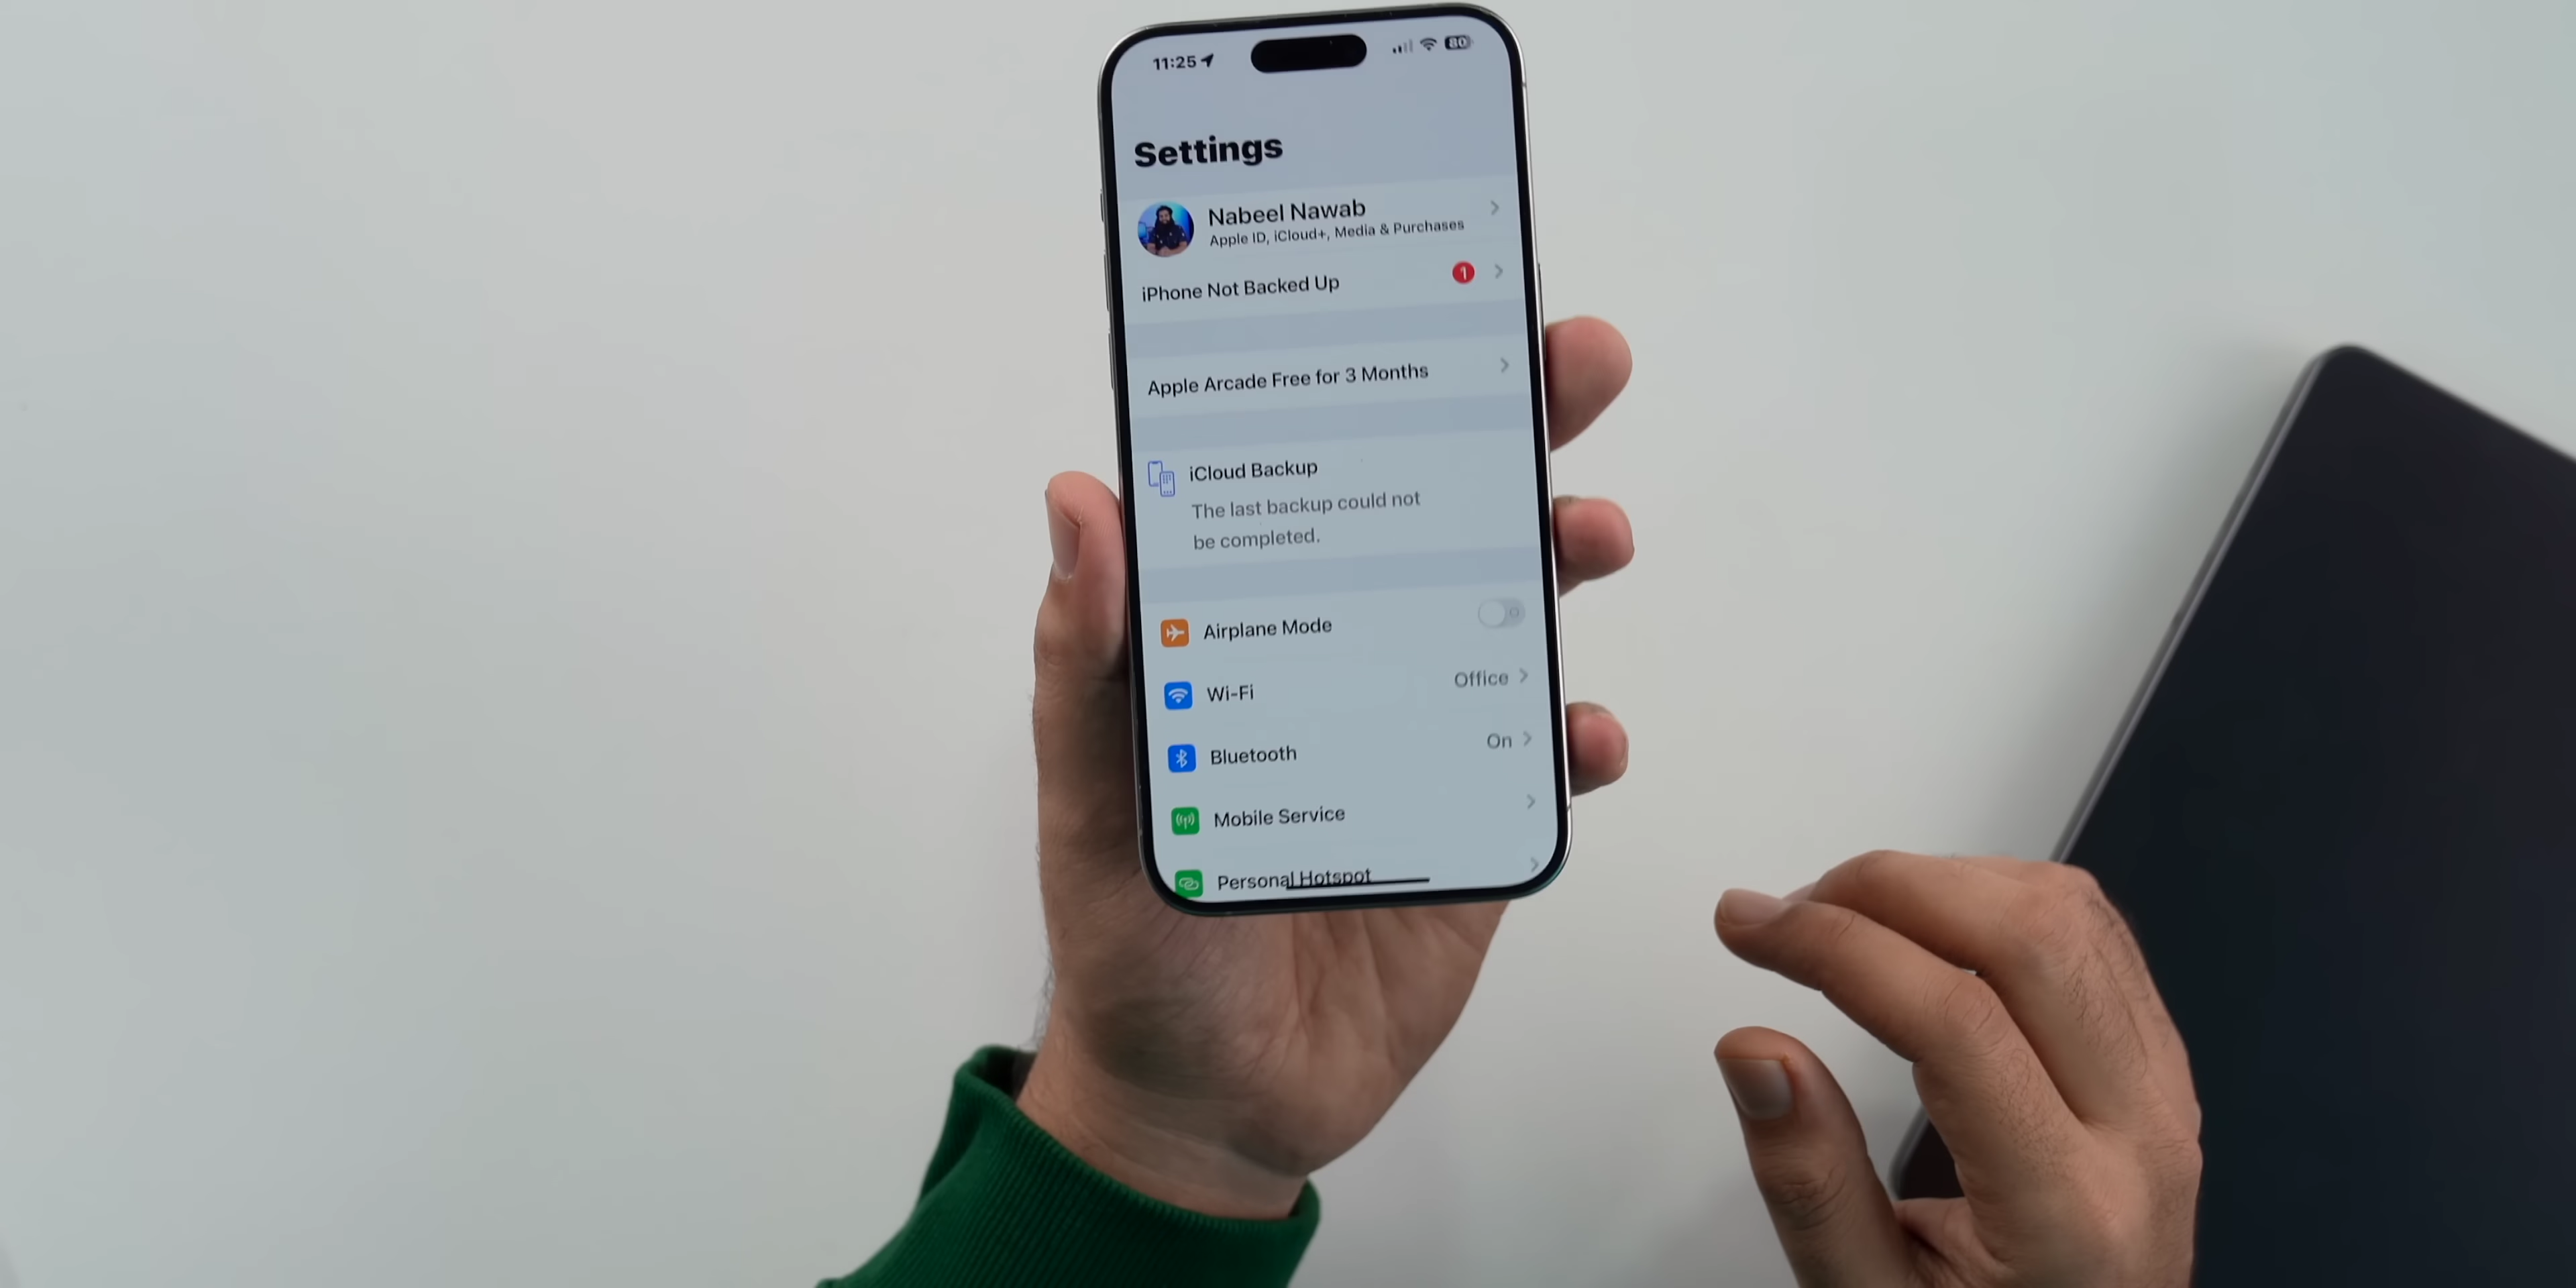 11:25
80
Settings
Nabeel Nawab
Apple ID, iCloud+, Media & Purchases
iPhone Not Backed Up
1
Apple Arcade Free for 3 Months
iCloud Backup
The last backup could not
be completed.
Airplane Mode
Wi-Fi
Office
Bluetooth
On
Mobile Service
Personal Hotspot